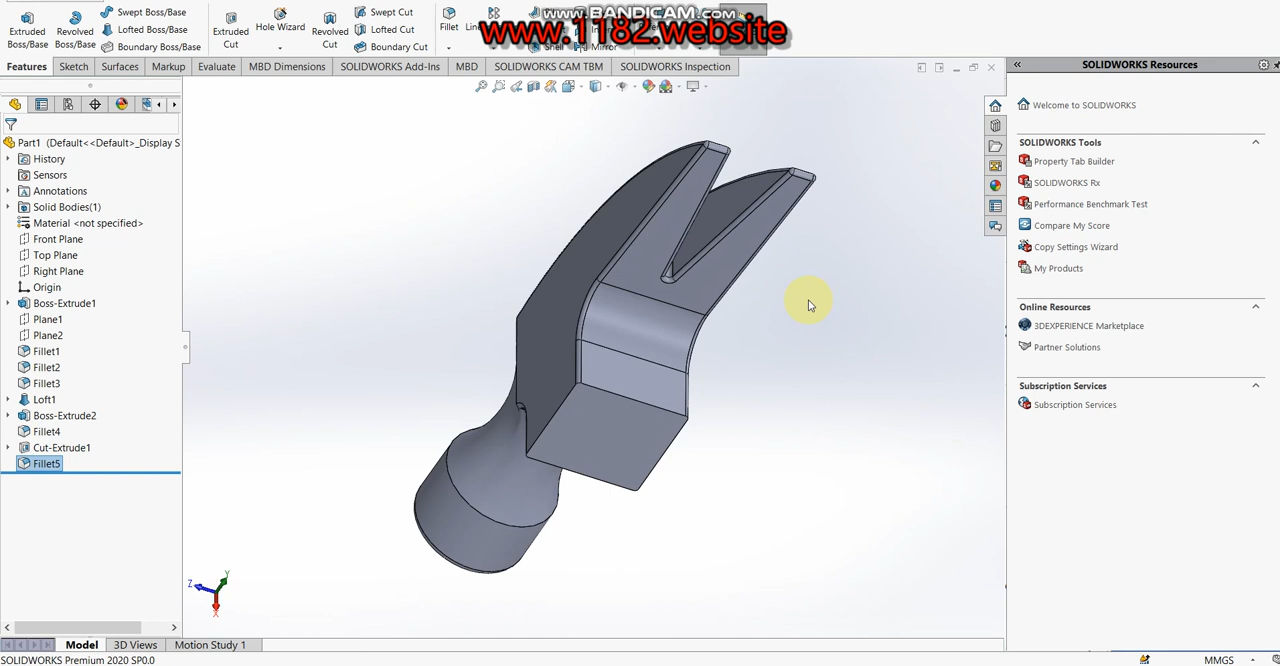 Swept Boss/Base
Lofted Boss/Base
Boundary Boss/Base
Extruded Boss/Base
Revolved Boss/Base
Extruded Cut
Hole Wizard
Revolved Cut
Swept Cut
Lofted Cut
Boundary Cut
Fillet
Shell
Mirror
www.BANDICAM.com
www.1182.website
Features Sketch Surfaces Markup Evaluate MBD Dimensions SOLIDWORKS Add-Ins MBD SOLIDWORKS CAM TBM SOLIDWORKS Inspection
Part1 (Default<<Default>_Display S
History
Sensors
Annotations
Solid Bodies(1)
Material <not specified>
Front Plane
Top Plane
Right Plane
Origin
Boss-Extrude1
Plane1
Plane2
Fillet1
Fillet2
Fillet3
Loft1
Boss-Extrude2
Fillet4
Cut-Extrude1
Fillet5
Z
Y
X
SOLIDWORKS Resources
Welcome to SOLIDWORKS
SOLIDWORKS Tools
Property Tab Builder
SOLIDWORKS Rx
Performance Benchmark Test
Compare My Score
Copy Settings Wizard
My Products
Online Resources
3DEXPERIENCE Marketplace
Partner Solutions
Subscription Services
Subscription Services
Model 3D Views Motion Study 1
SOLIDWORKS Premium 2020 SP0.0
MMGS